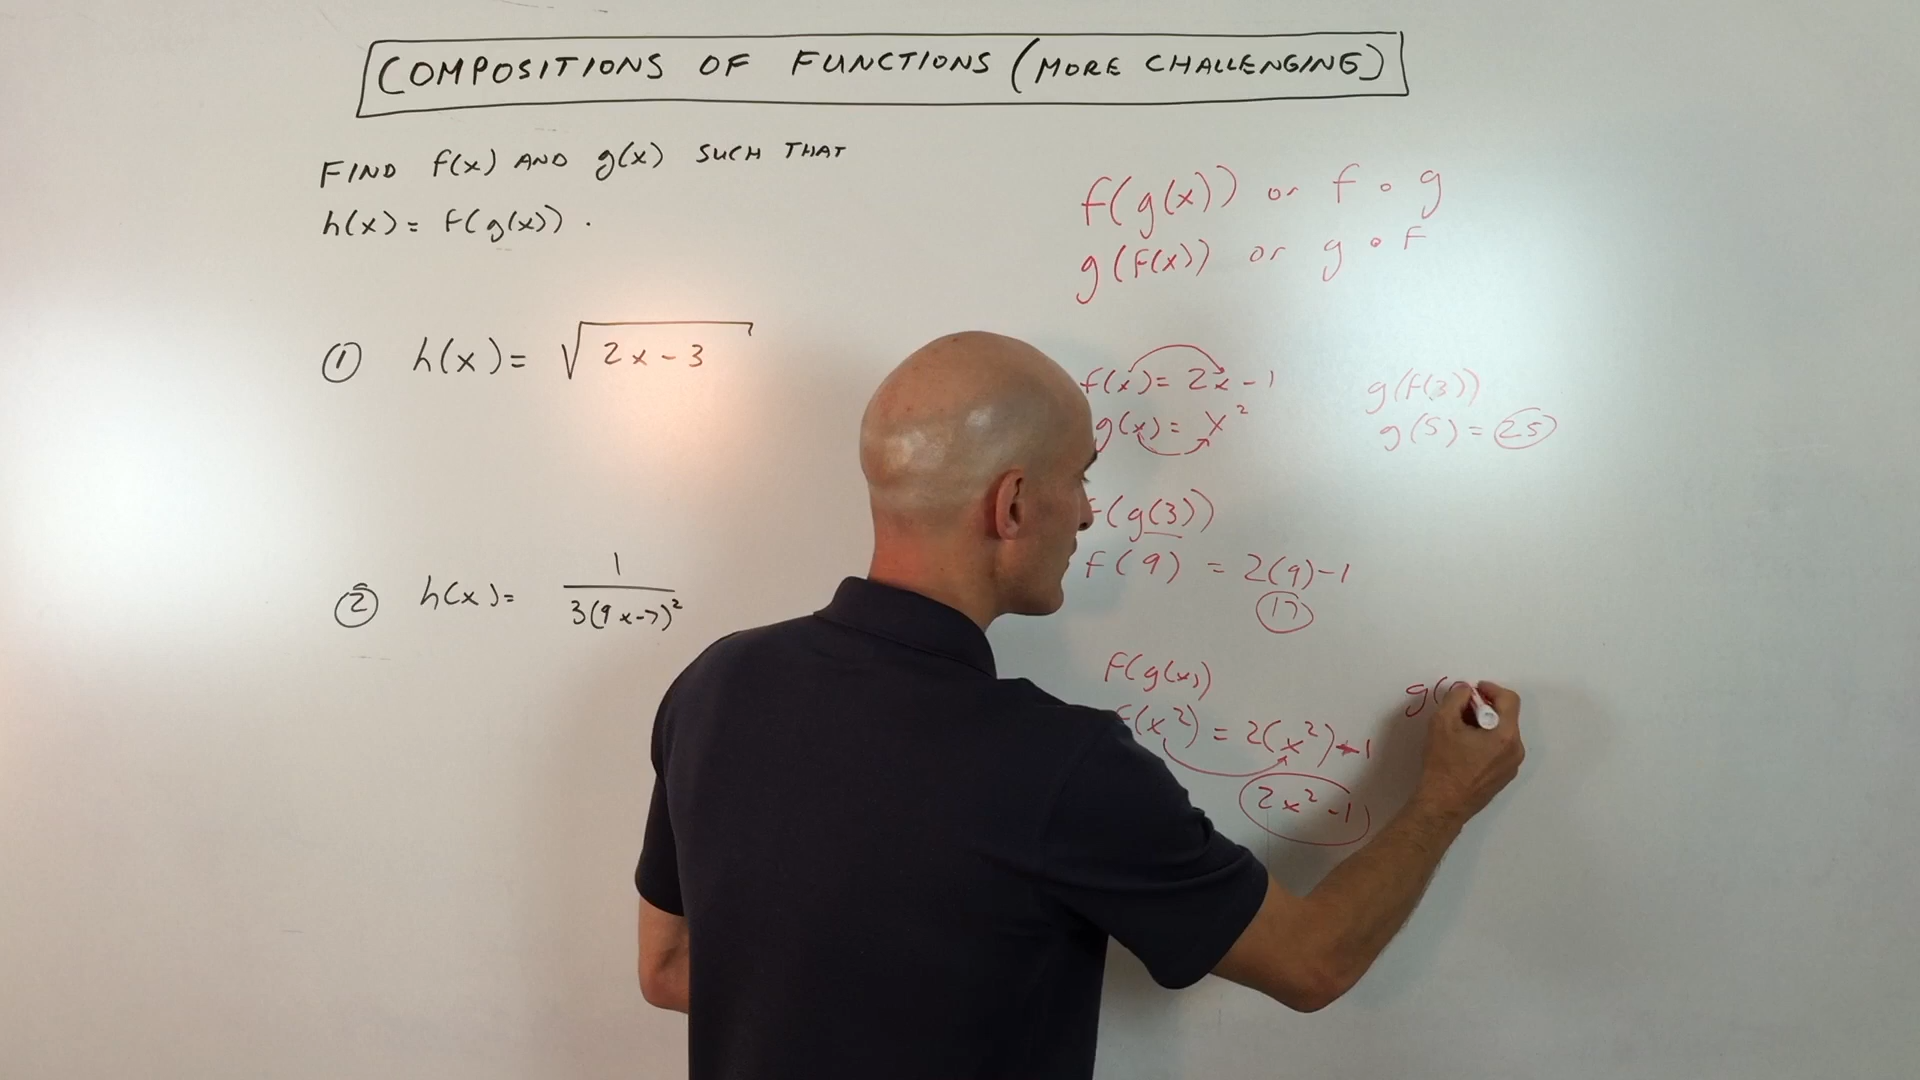 COMPOSITIONS OF FUNCTIONS (MORE CHALLENGING)
FIND f(x) AND g(x) SUCH THAT
h(x) = f(g(x)) .
① h(x) = √(2x-3)
② h(x) = 1/(3(9x-7)²)
f(g(x)) or f ∘ g
g(f(x)) or g ∘ f
f(x) = 2x-1
g(x) = x²
g(f(3))
g(5) = 25
f(g(3))
f(9) = 2(9)-1
17
f(g(x))
f(x²) = 2(x²)-1
2x²-1
g(